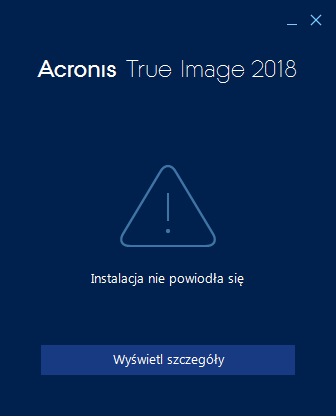 Acronis True Image 2018
Instalacja nie powiodła się
Wyświetl szczegóły